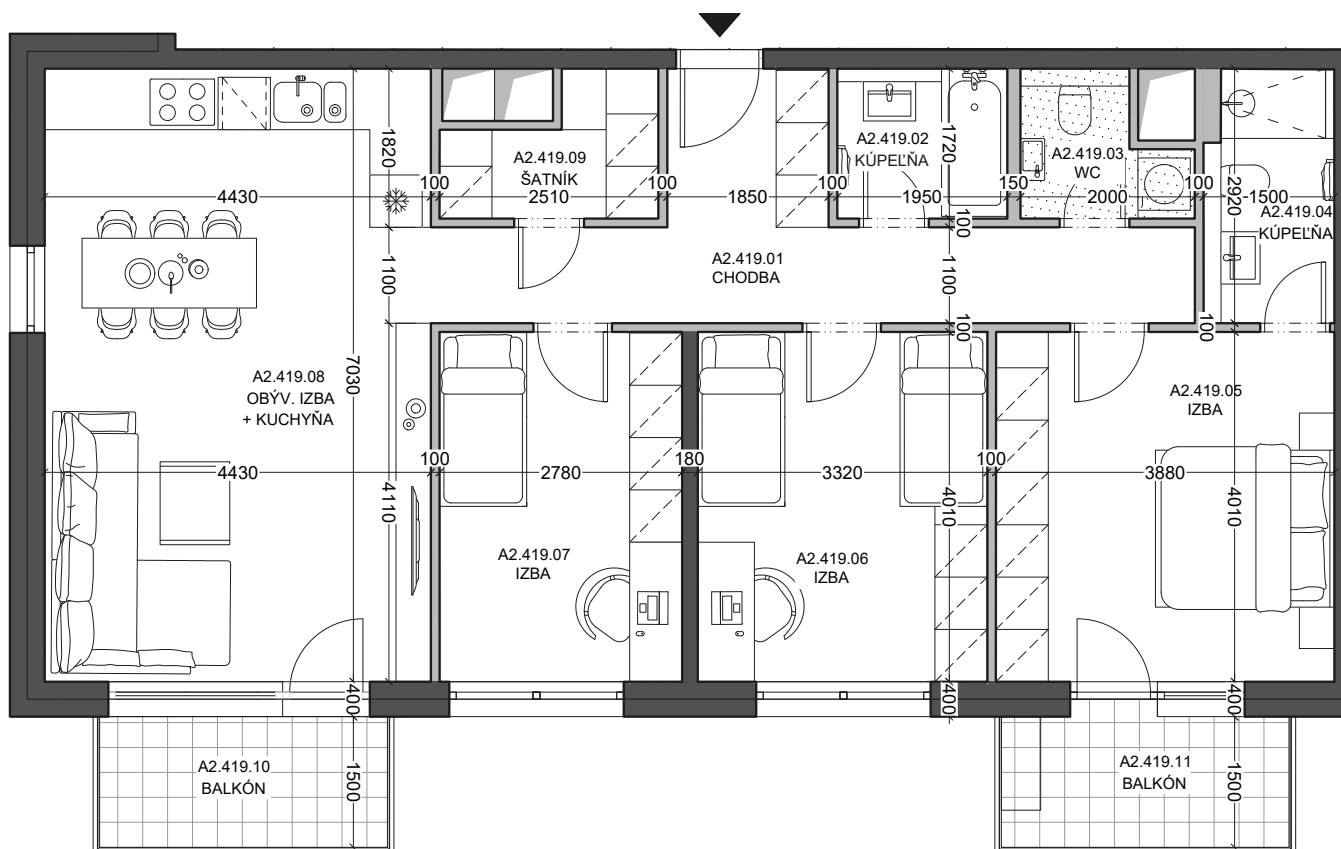 1820
A2.419.09
ŠATNÍK
A2.419.02
KÚPEĽŇA
1720
A2.419.03
WC
2920
4430
100
2510
100
1850
100
1950
150
2000
100
1500
A2.419.04
KÚPEĽŇA
100
1100
A2.419.01
CHODBA
1100
100
100
7030
A2.419.08
OBÝV. IZBA
+ KUCHYŇA
A2.419.05
IZBA
4430
100
2780
180
3320
100
3880
4110
4010
4010
A2.419.07
IZBA
A2.419.06
IZBA
400
400
400
A2.419.10
BALKÓN
1500
A2.419.11
BALKÓN
1500